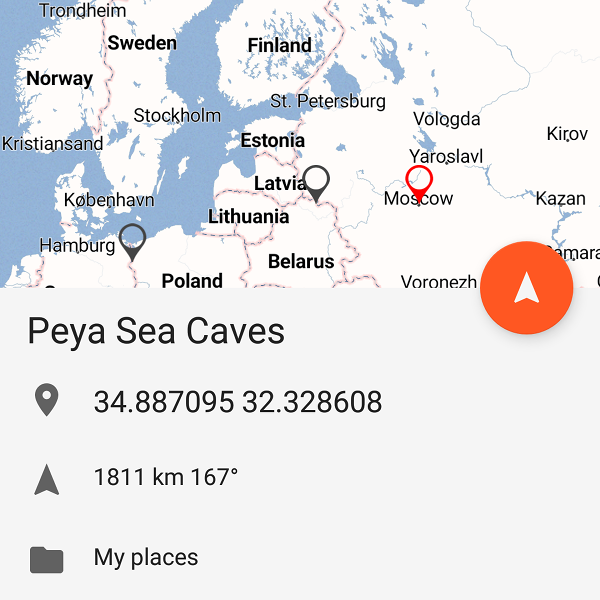 Trondheim
Sweden
Finland
Norway
St. Petersburg
Stockholm
Vologda
Kirov
Kristiansand
Estonia
Yaroslavl
Latvia
København
Moscow
Kazan
Lithuania
Hamburg
Belarus
Poland
Voronezh
Peya Sea Caves
34.887095 32.328608
1811 km 167°
My places